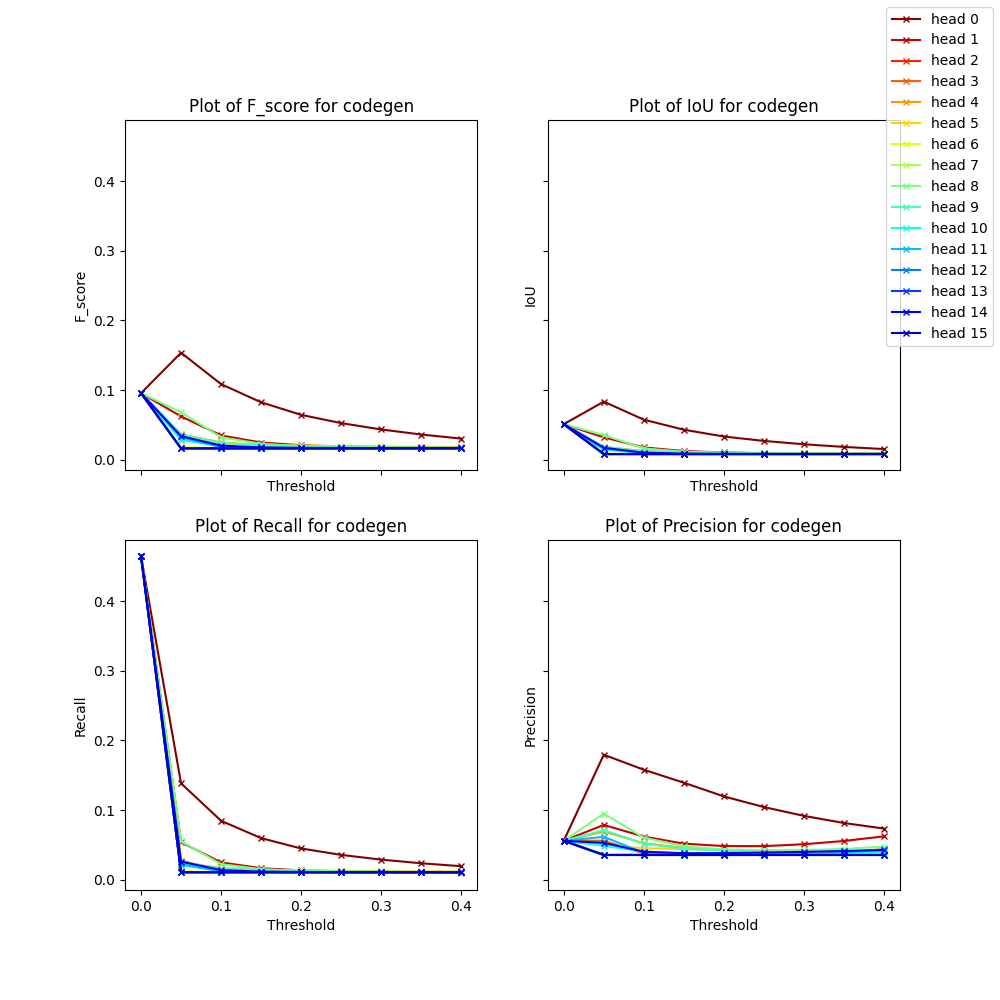 head 0
head 1
head 2
head 3
head 4
head 5
head 6
head 7
head 8
head 9
head 10
head 11
head 12
head 13
head 14
head 15
Plot of F_score for codegen
F_score
0.4
0.3
0.2
0.1
0.0
Threshold
Plot of IoU for codegen
IoU
Threshold
Plot of Recall for codegen
Recall
0.4
0.3
0.2
0.1
0.0
0.0 0.1 0.2 0.3 0.4
Threshold
Plot of Precision for codegen
Precision
0.0 0.1 0.2 0.3 0.4
Threshold